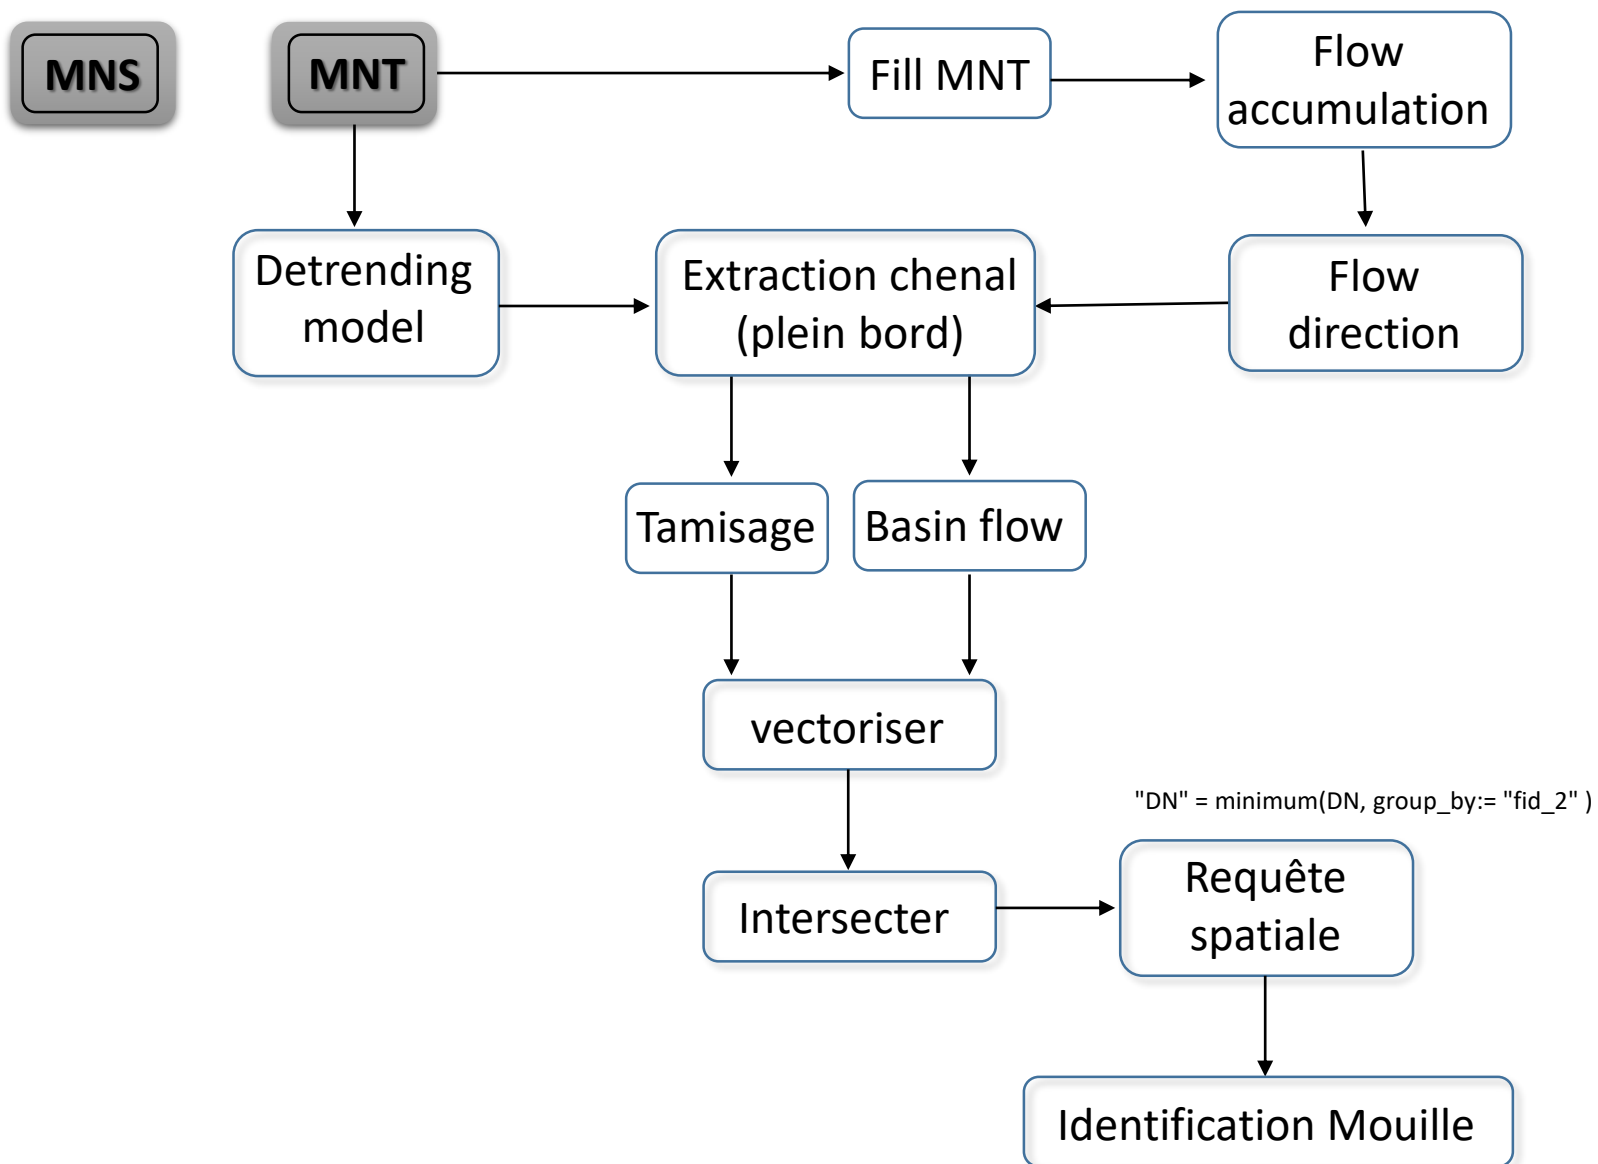 MNS
MNT
Fill MNT
Flow
accumulation
Detrending
model
Extraction chenal
(plein bord)
Flow
direction
Tamisage
Basin flow
vectoriser
"DN" = minimum(DN, group_by:= "fid_2" )
Intersecter
Requête
spatiale
Identification Mouille